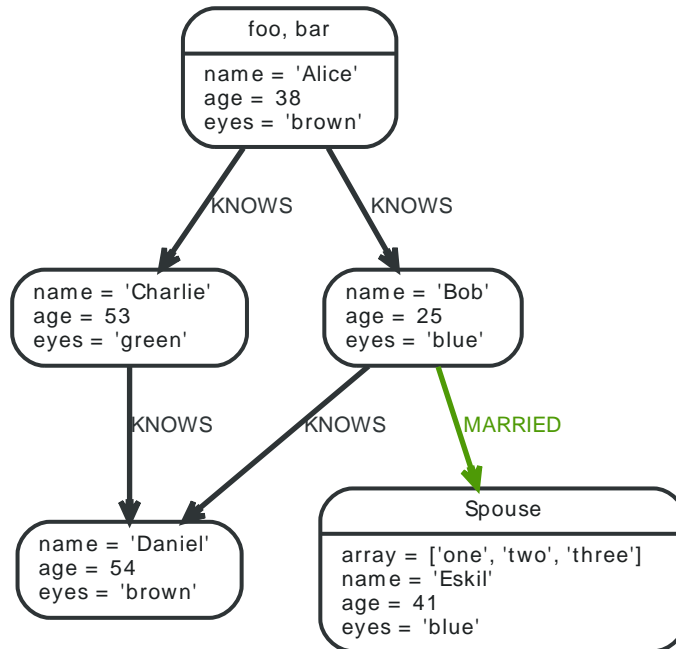 foo, bar
name = 'Alice'
age = 38
eyes = 'brown'
KNOWS
KNOWS
name = 'Charlie'
age = 53
eyes = 'green'
name = 'Bob'
age = 25
eyes = 'blue'
KNOWS
KNOWS
MARRIED
name = 'Daniel'
age = 54
eyes = 'brown'
Spouse
array = ['one', 'two', 'three']
name = 'Eskil'
age = 41
eyes = 'blue'